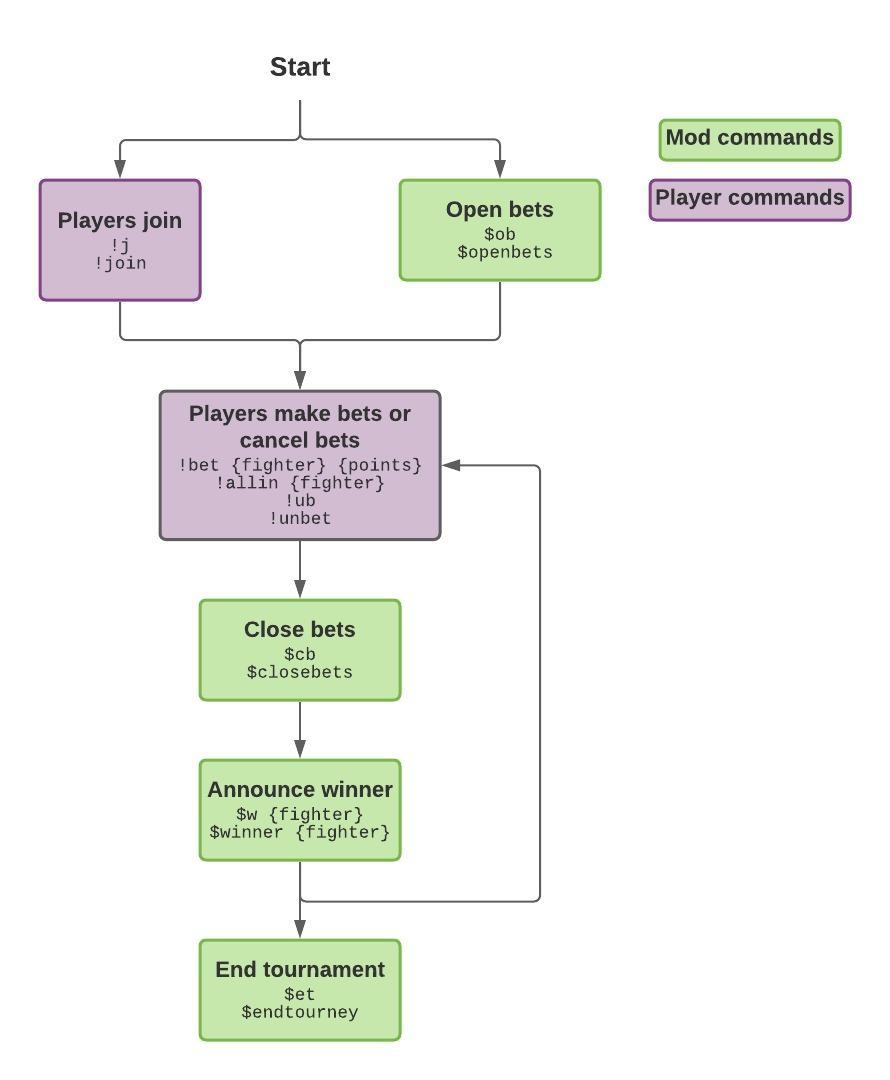 Start
Mod commands
Player commands
Players join
!j
!join
Open bets
$ob
$openbets
Players make bets or
cancel bets
!bet {fighter} {points}
!allin {fighter}
!ub
!unbet
Close bets
$cb
$closebets
Announce winner
$w {fighter}
$winner {fighter}
End tournament
$et
$endtourney